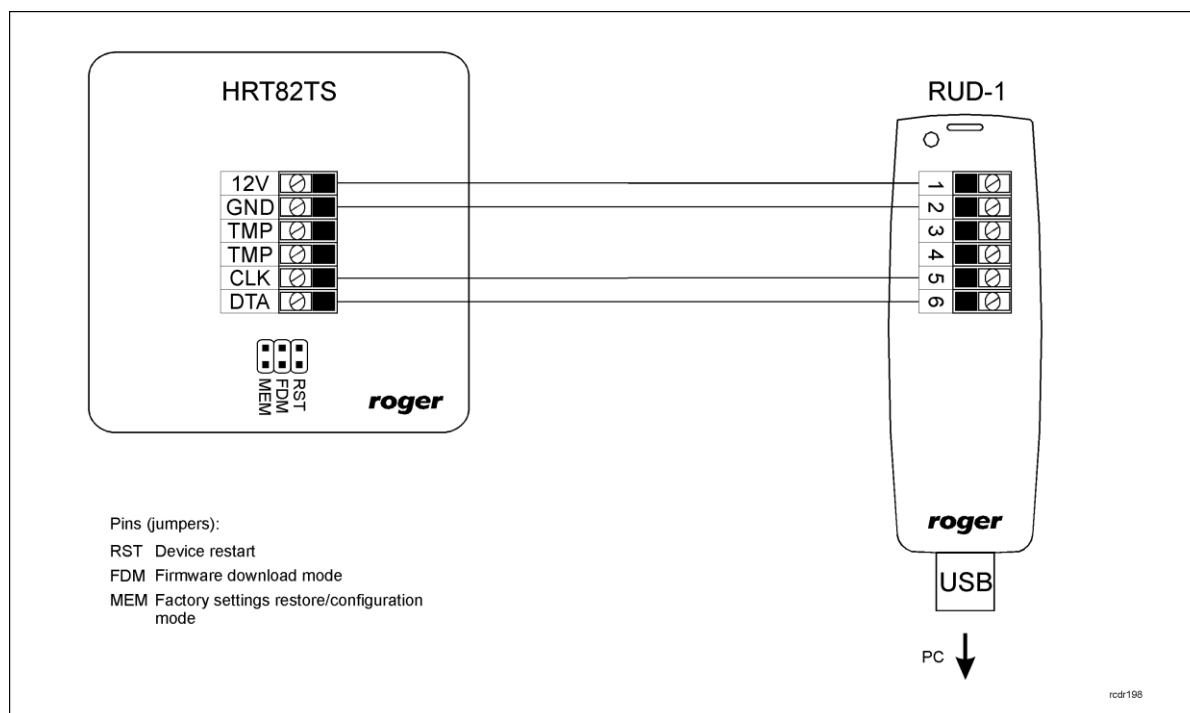 HRT82TS
12V
GND
TMP
TMP
CLK
DTA
MEM
FDM
RST
roger
RUD-1
1
2
3
4
5
6
roger
USB
PC
Pins (jumpers):
RST Device restart
FDM Firmware download mode
MEM Factory settings restore/configuration
mode
rcdr198